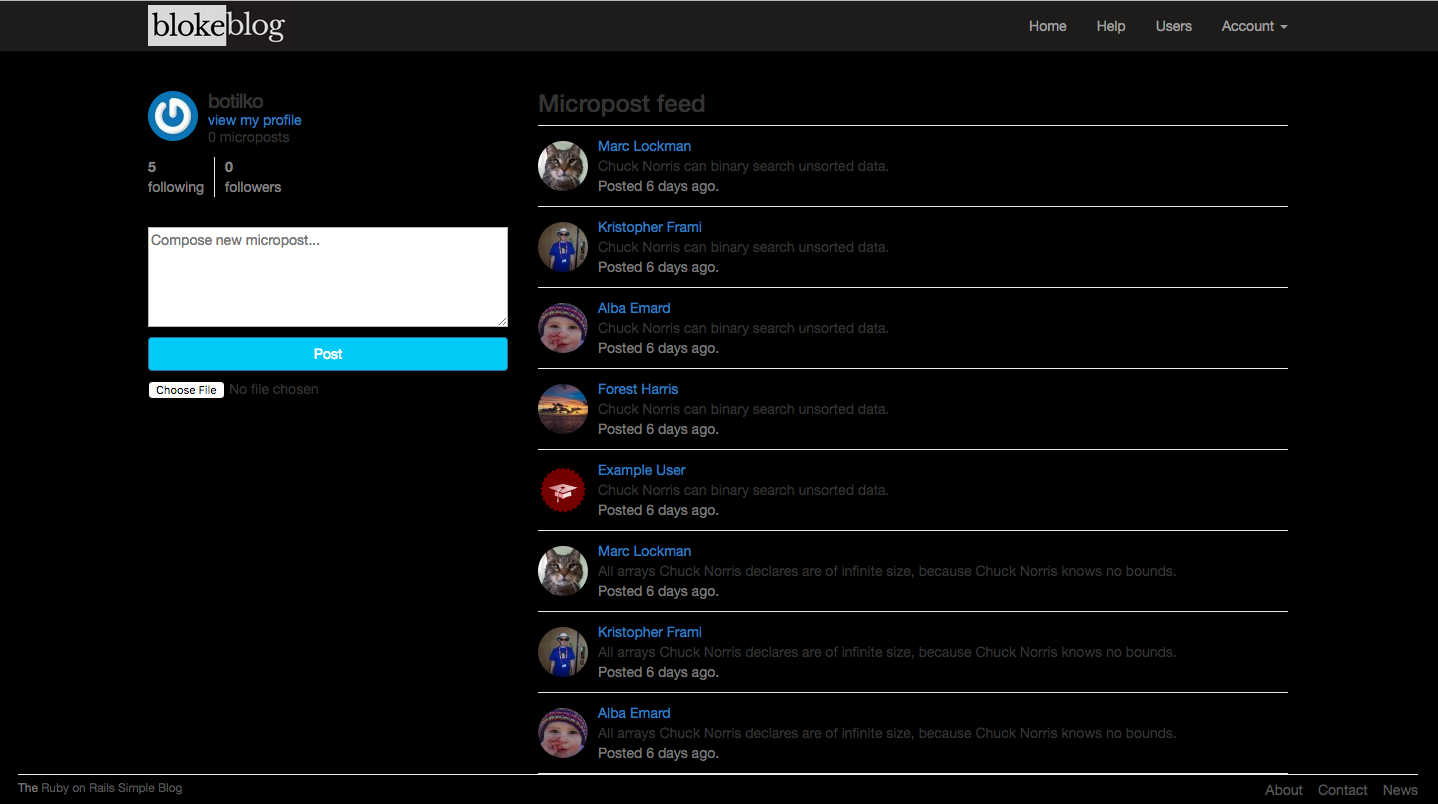 blokeblog
Home Help Users Account
botilko
view my profile
0 microposts
5 following
0 followers
Compose new micropost...
Post
Choose File No file chosen
Micropost feed
Marc Lockman
Chuck Norris can binary search unsorted data.
Posted 6 days ago.
Kristopher Frami
Chuck Norris can binary search unsorted data.
Posted 6 days ago.
Alba Emard
Chuck Norris can binary search unsorted data.
Posted 6 days ago.
Forest Harris
Chuck Norris can binary search unsorted data.
Posted 6 days ago.
Example User
Chuck Norris can binary search unsorted data.
Posted 6 days ago.
Marc Lockman
All arrays Chuck Norris declares are of infinite size, because Chuck Norris knows no bounds.
Posted 6 days ago.
Kristopher Frami
All arrays Chuck Norris declares are of infinite size, because Chuck Norris knows no bounds.
Posted 6 days ago.
Alba Emard
All arrays Chuck Norris declares are of infinite size, because Chuck Norris knows no bounds.
Posted 6 days ago.
The Ruby on Rails Simple Blog
About Contact News